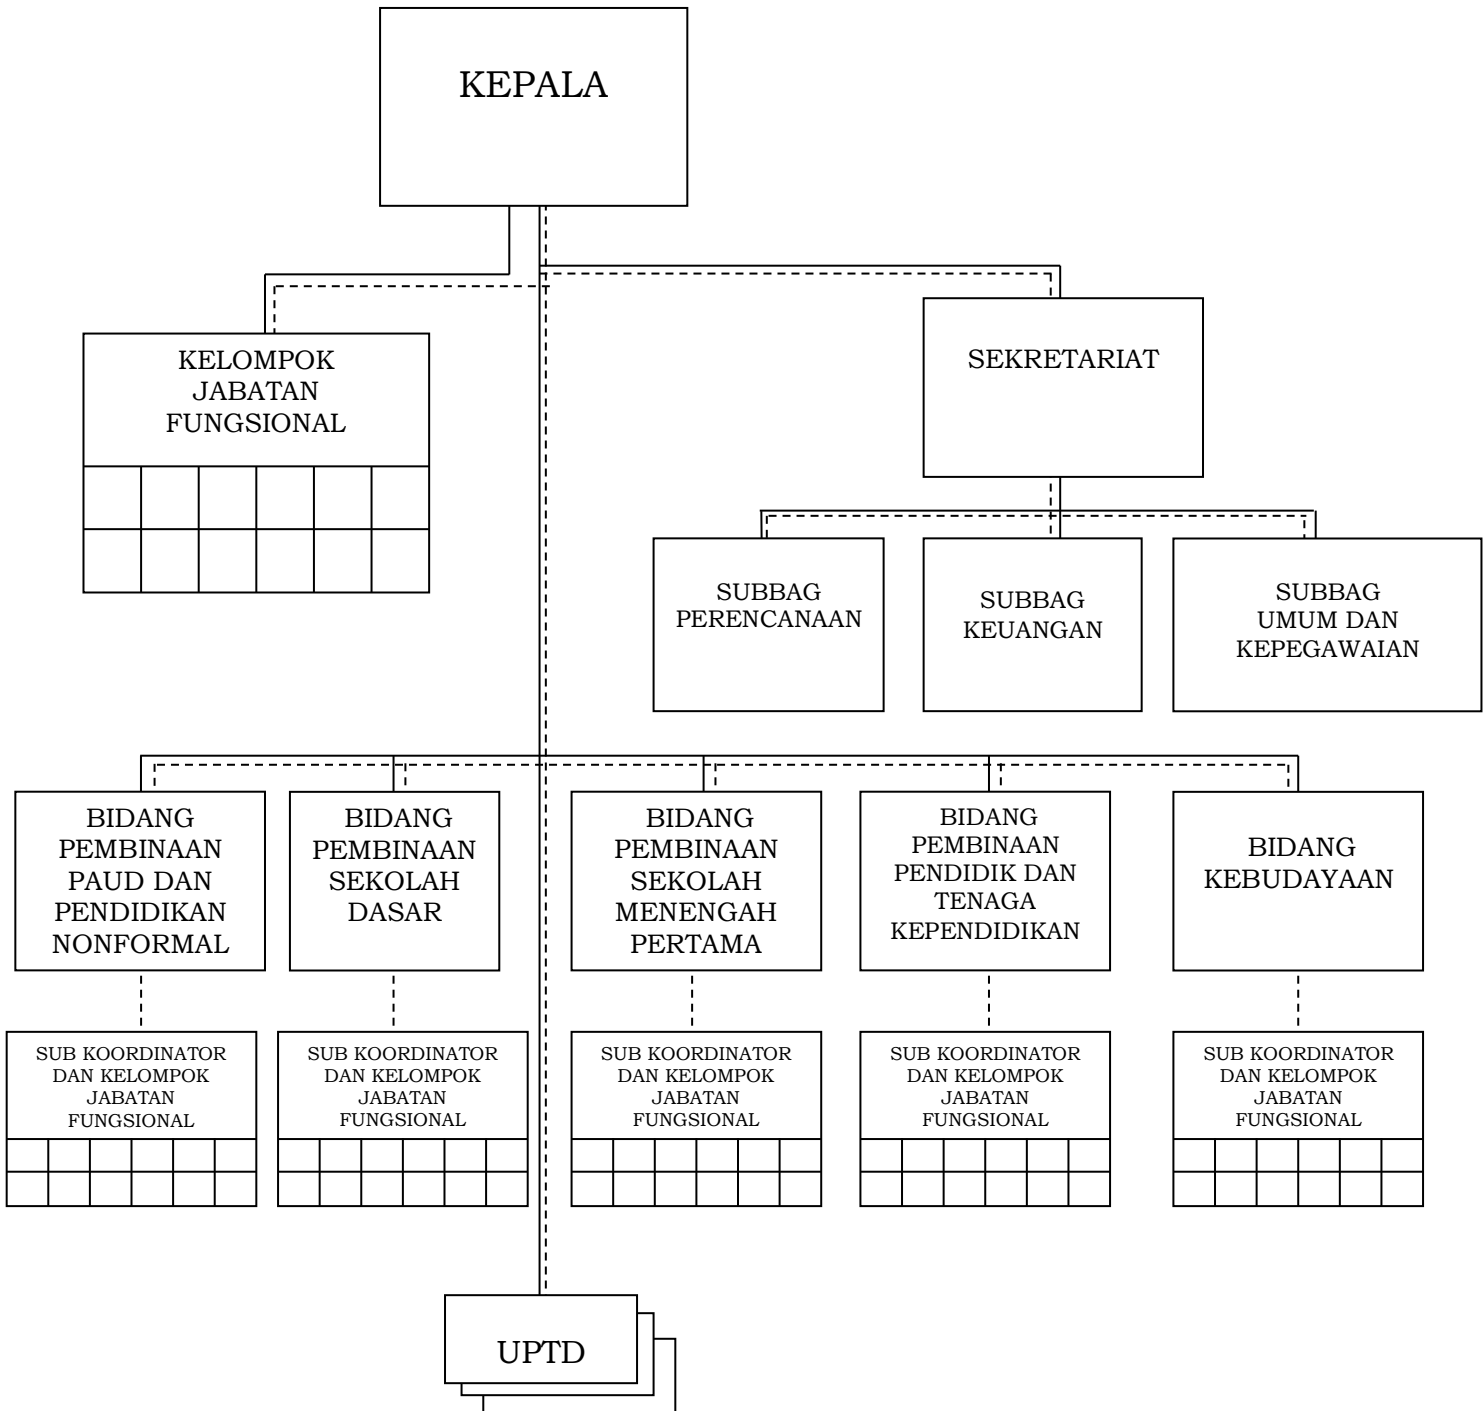 KEPALA
KELOMPOK
JABATAN
FUNGSIONAL
SEKRETARIAT
SUBBAG
PERENCANAAN
SUBBAG
KEUANGAN
SUBBAG
UMUM DAN
KEPEGAWAIAN
BIDANG
PEMBINAAN
PAUD DAN
PENDIDIKAN
NONFORMAL
BIDANG
PEMBINAAN
SEKOLAH
DASAR
BIDANG
PEMBINAAN
SEKOLAH
MENENGAH
PERTAMA
BIDANG
PEMBINAAN
PENDIDIK DAN
TENAGA
KEPENDIDIKAN
BIDANG
KEBUDAYAAN
SUB KOORDINATOR
DAN KELOMPOK
JABATAN
FUNGSIONAL
SUB KOORDINATOR
DAN KELOMPOK
JABATAN
FUNGSIONAL
SUB KOORDINATOR
DAN KELOMPOK
JABATAN
FUNGSIONAL
SUB KOORDINATOR
DAN KELOMPOK
JABATAN
FUNGSIONAL
SUB KOORDINATOR
DAN KELOMPOK
JABATAN
FUNGSIONAL
UPTD